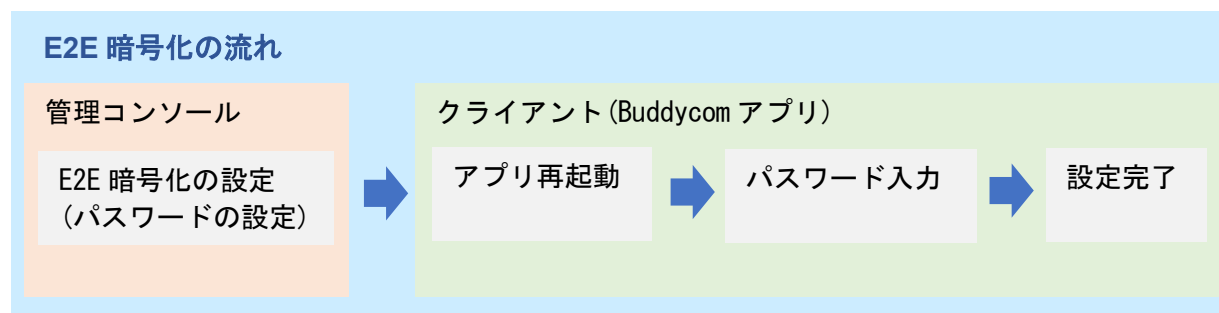 E2E 暗号化の流れ
管理コンソール
E2E 暗号化の設定
(パスワードの設定)
クライアント(Buddycom アプリ)
アプリ再起動
パスワード入力
設定完了